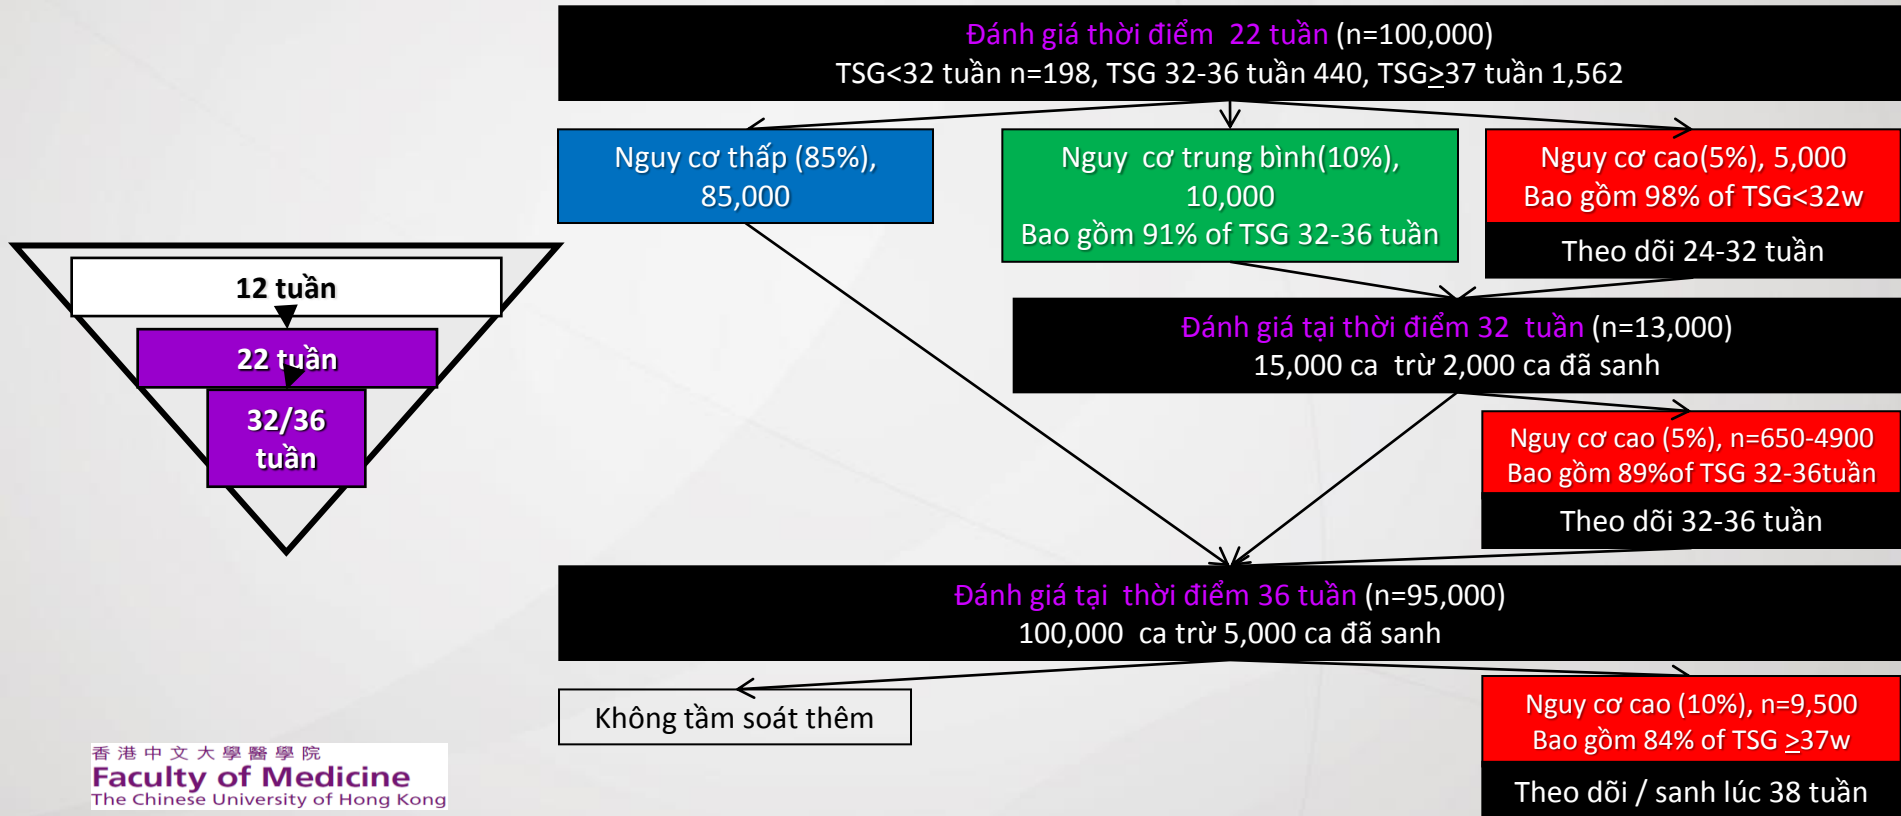 Đánh giá thời điểm 22 tuần (n=100,000)
TSG<32 tuần n=198, TSG 32-36 tuần 440, TSG≥37 tuần 1,562
Nguy cơ thấp (85%),
85,000
Nguy cơ trung bình(10%),
10,000
Bao gồm 91% of TSG 32-36 tuần
Nguy cơ cao(5%), 5,000
Bao gồm 98% of TSG<32w
Theo dõi 24-32 tuần
12 tuần
22 tuần
32/36
tuần
Đánh giá tại thời điểm 32 tuần (n=13,000)
15,000 ca trừ 2,000 ca đã sanh
Nguy cơ cao (5%), n=650-4900
Bao gồm 89%of TSG 32-36tuần
Theo dõi 32-36 tuần
Đánh giá tại thời điểm 36 tuần (n=95,000)
100,000 ca trừ 5,000 ca đã sanh
Không tầm soát thêm
Nguy cơ cao (10%), n=9,500
Bao gồm 84% of TSG ≥37w
Theo dõi / sanh lúc 38 tuần
香港中文大學醫學院
Faculty of Medicine
The Chinese University of Hong Kong